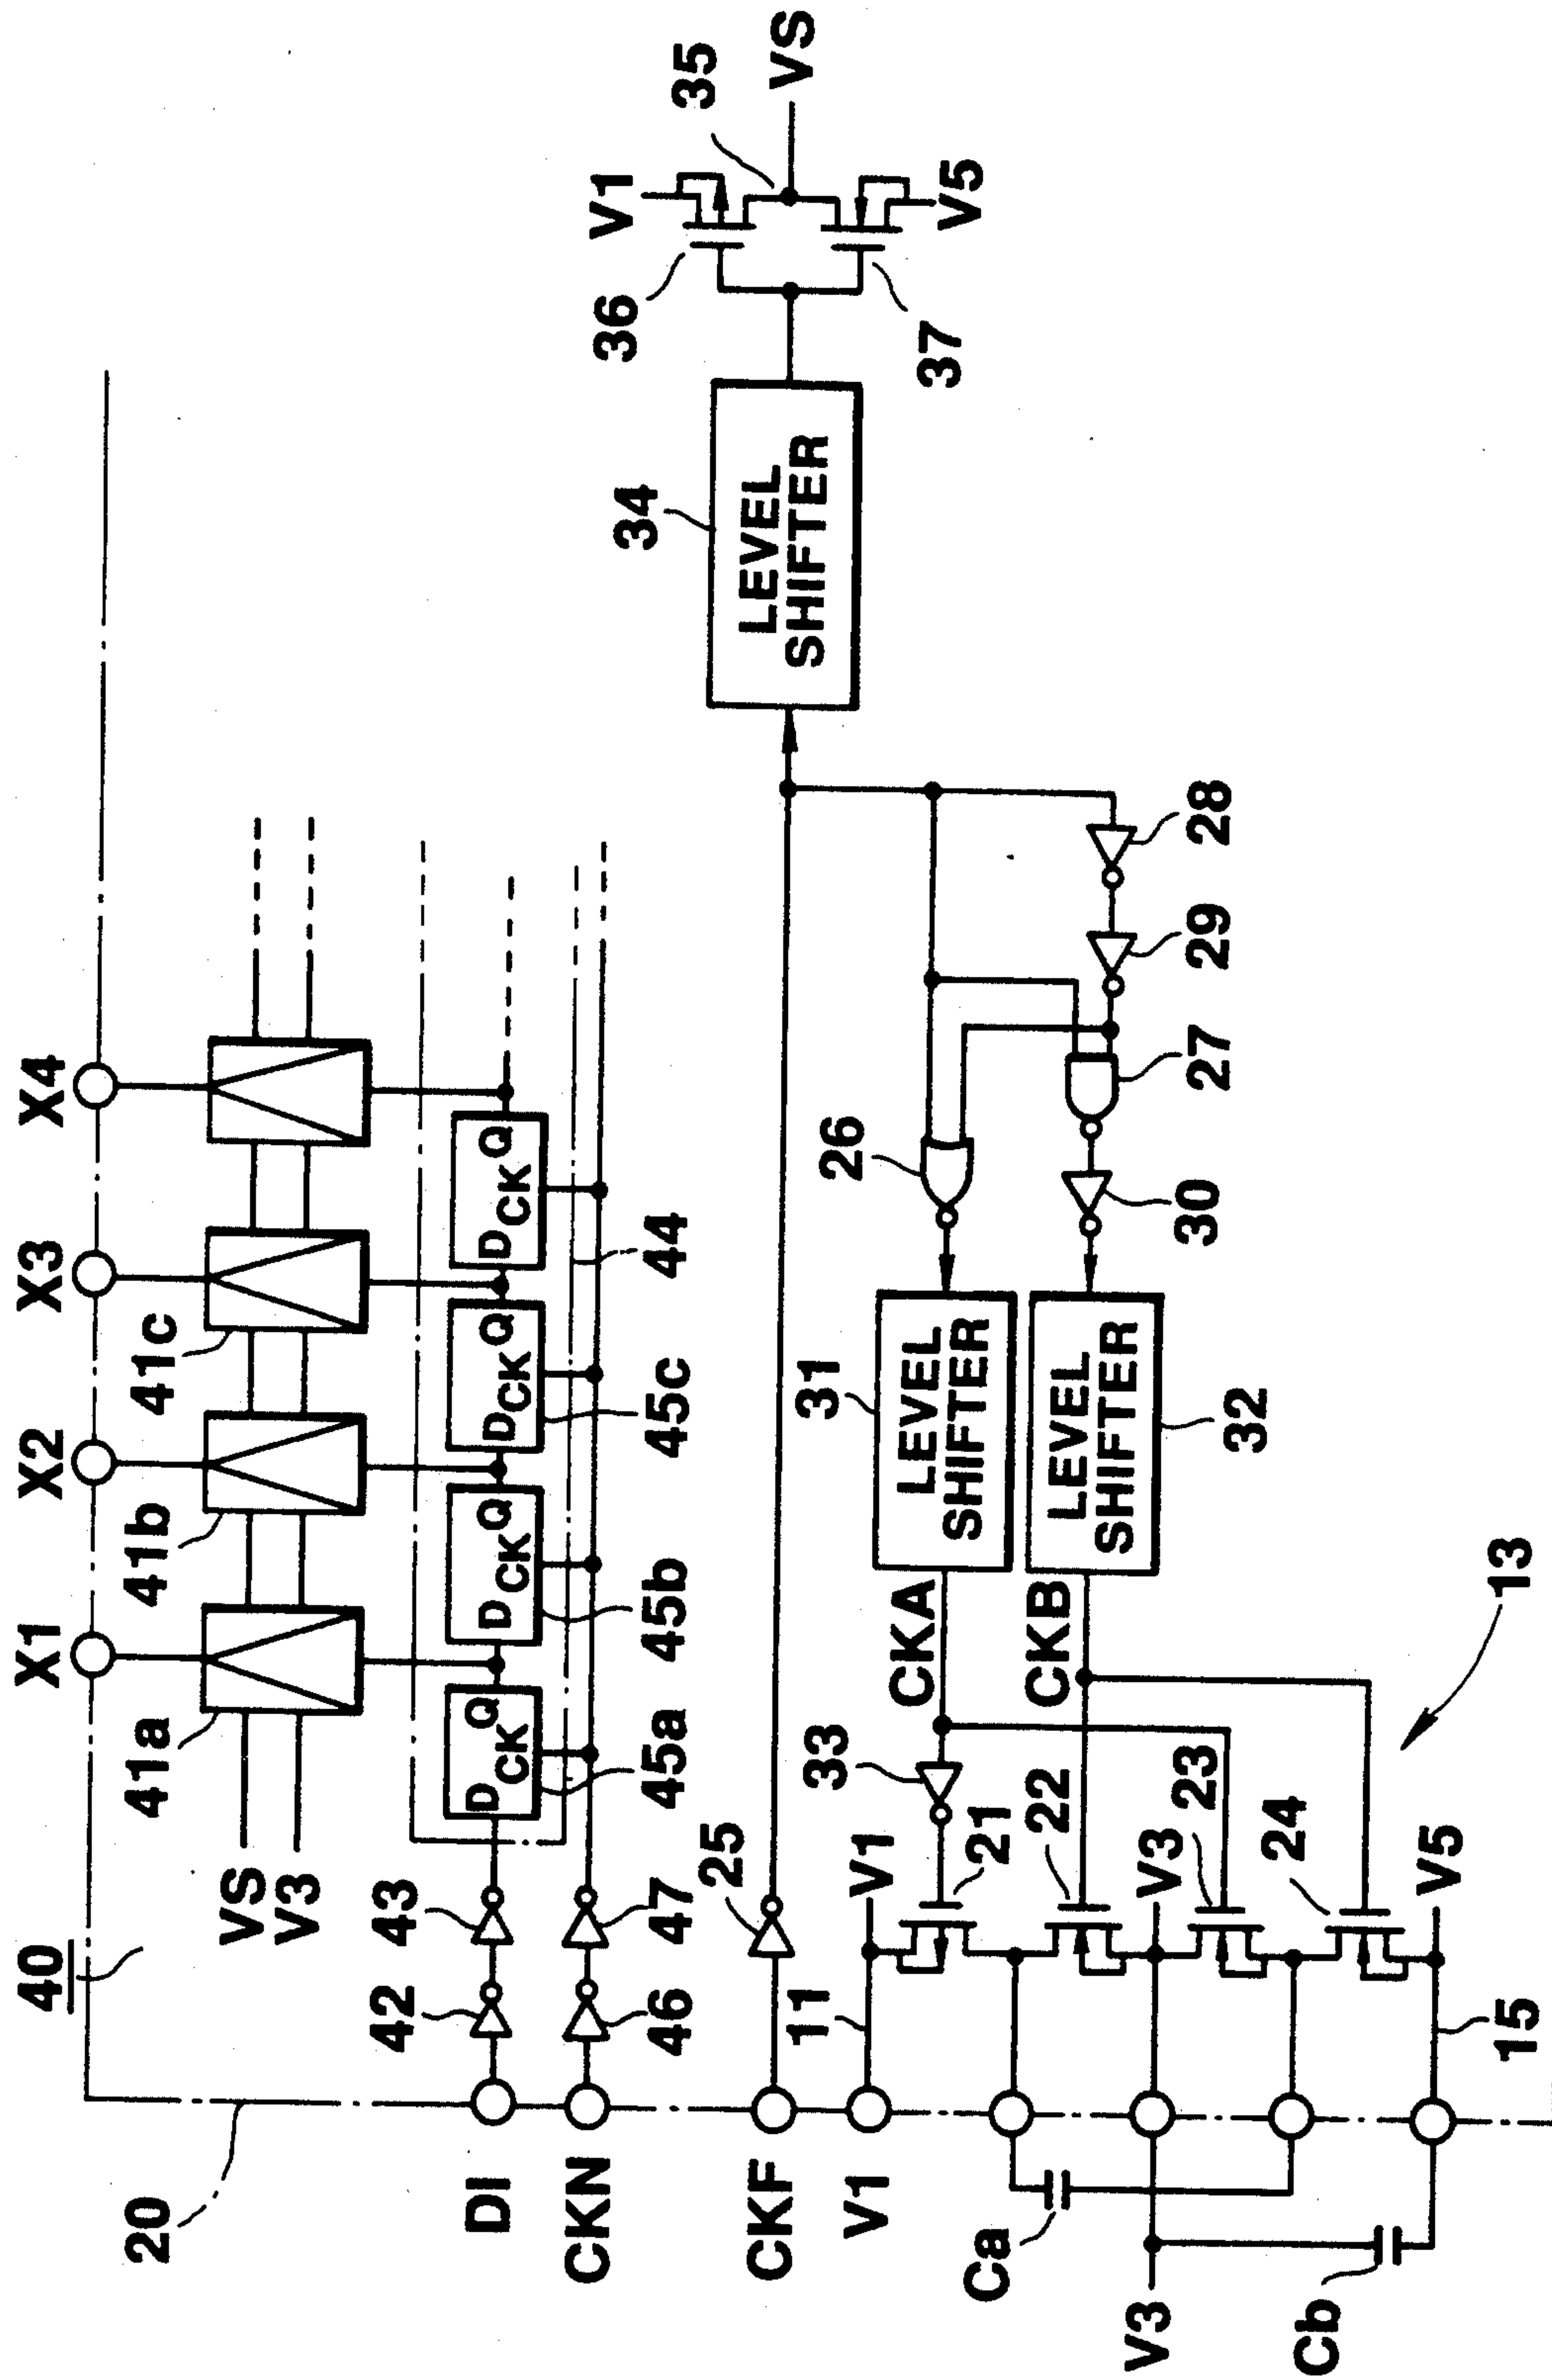 40
20
X1
X2
X3
X4
41a
41b
41c
VS
V3
DI
42
43
D
CK
Q
D
CK
Q
D
CK
Q
D
CK
Q
45a
45b
45c
44
CKN
46
47
CKF
25
34
LEVEL
SHIFTER
36
V1
35
VS
37
V5
V1
11
V1
33
21
CKA
31
LEVEL
SHIFTER
26
Ca
22
CKB
LEVEL
SHIFTER
32
30
27
29
28
V3
V3
23
24
Cb
15
V5
13